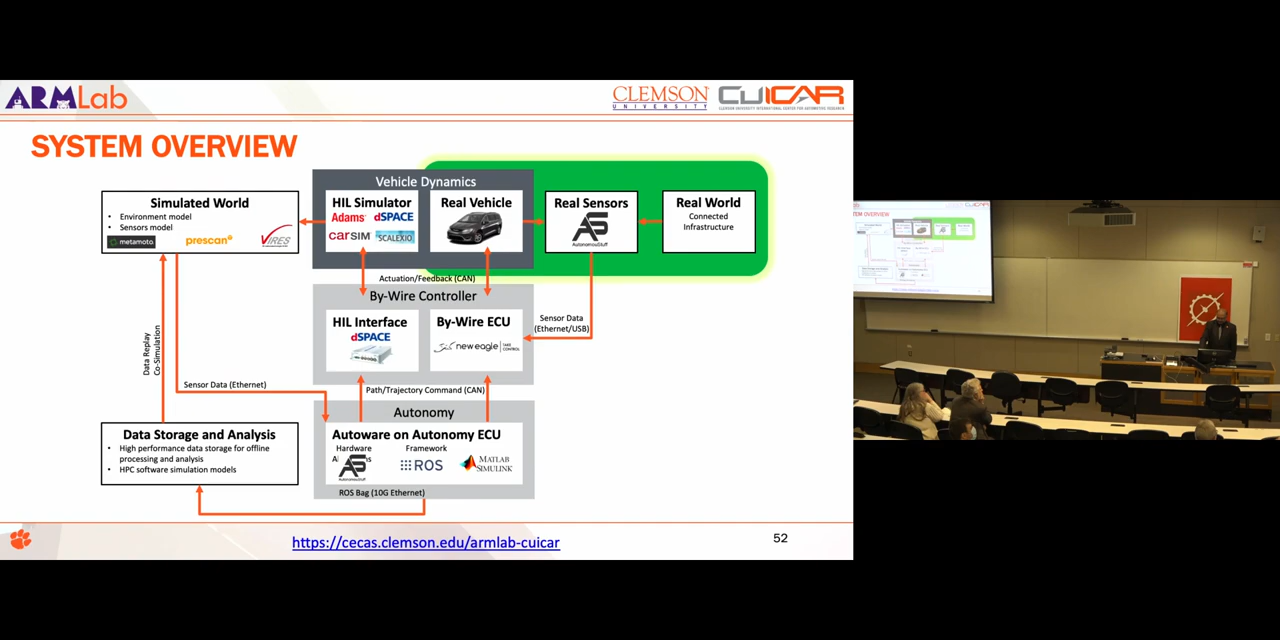 ARMLab
CLEMSON
UNIVERSITY
CUICAR
CLEMSON UNIVERSITY INTERNATIONAL CENTER FOR AUTOMOTIVE RESEARCH
SYSTEM OVERVIEW
Simulated World
• Environment model
• Sensors model
metamoto
prescan
VIRES
Vehicle Dynamics
HIL Simulator
Adams
dSPACE
CARSIM
SCALEXIO
Real Vehicle
Real Sensors
AS
AutonomouStuff
Real World
Connected
Infrastructure
Actuation/Feedback (CAN)
By-Wire Controller
HIL Interface
dSPACE
By-Wire ECU
new eagle
TAKE
CONTROL
Sensor Data
(Ethernet/USB)
Data Replay
Co-Simulation
Sensor Data (Ethernet)
Path/Trajectory Command (CAN)
Autonomy
Autoware on Autonomy ECU
Hardware
AS
AutonomouStuff
Framework
ROS
MATLAB
SIMULINK
Data Storage and Analysis
• High performance data storage for offline
processing and analysis
• HPC software simulation models
ROS Bag (10G Ethernet)
https://cecas.clemson.edu/armlab-cuicar
52